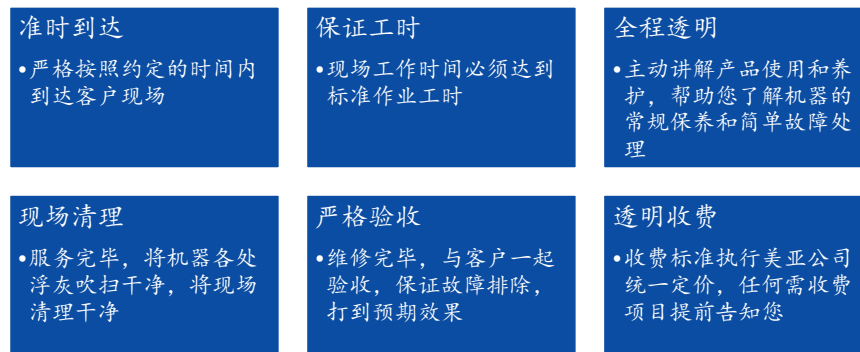 准时到达
•严格按照约定的时间内
到达客户现场
保证工时
•现场工作时间必须达到
标准作业工时
全程透明
•主动讲解产品使用和养
护，帮助您了解机器的
常规保养和简单故障处
理
现场清理
•服务完毕，将机器各处
浮灰吹扫干净，将现场
清理干净
严格验收
•维修完毕，与客户一起
验收，保证故障排除，
打到预期效果
透明收费
•收费标准执行美亚公司
统一定价，任何需收费
项目提前告知您